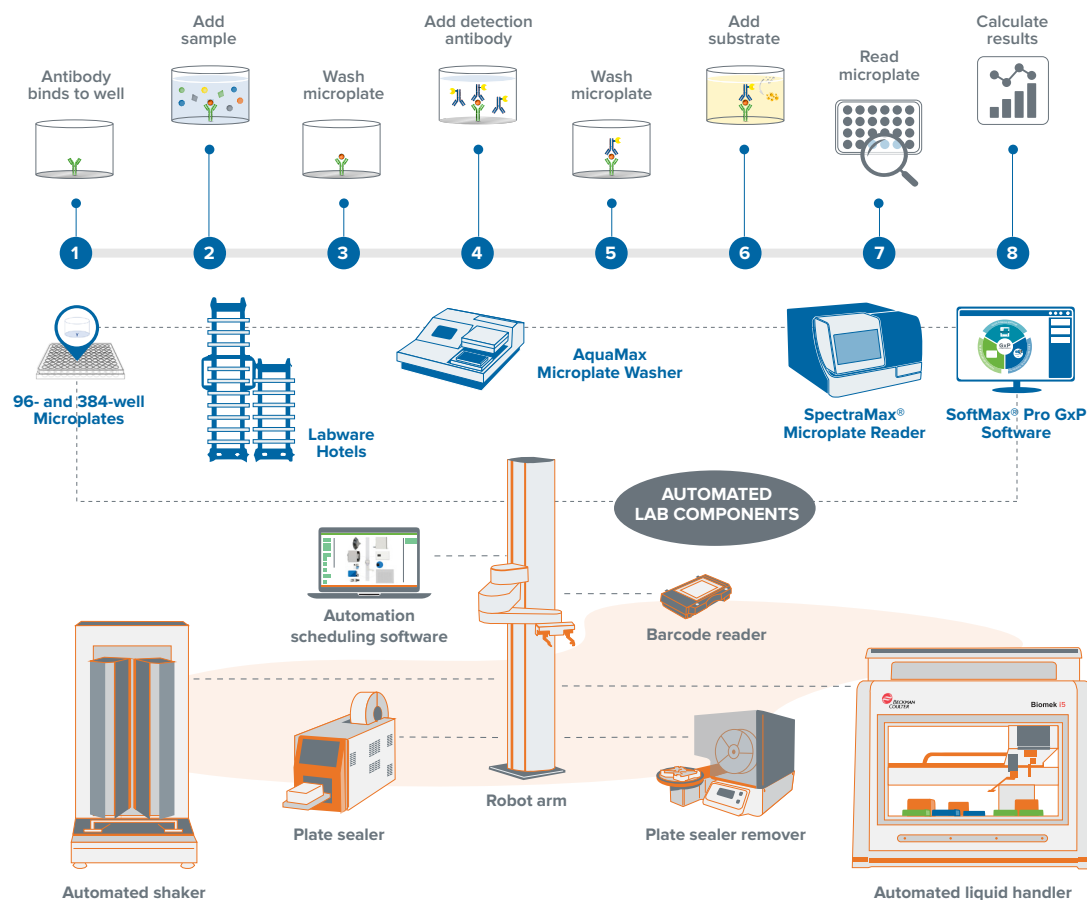 Antibody
binds to well
Add
sample
Wash
microplate
Add detection
antibody
Wash
microplate
Add
substrate
Read
microplate
Calculate
results
1
2
3
4
5
6
7
8
96- and 384-well
Microplates
Labware
Hotels
AquaMax
Microplate Washer
SpectraMax®
Microplate Reader
GxP
SoftMax® Pro GxP
Software
AUTOMATED
LAB COMPONENTS
Automation
scheduling software
Barcode reader
Automated shaker
Plate sealer
Robot arm
Plate sealer remover
BECKMAN
COULTER
Biomek i5
Automated liquid handler